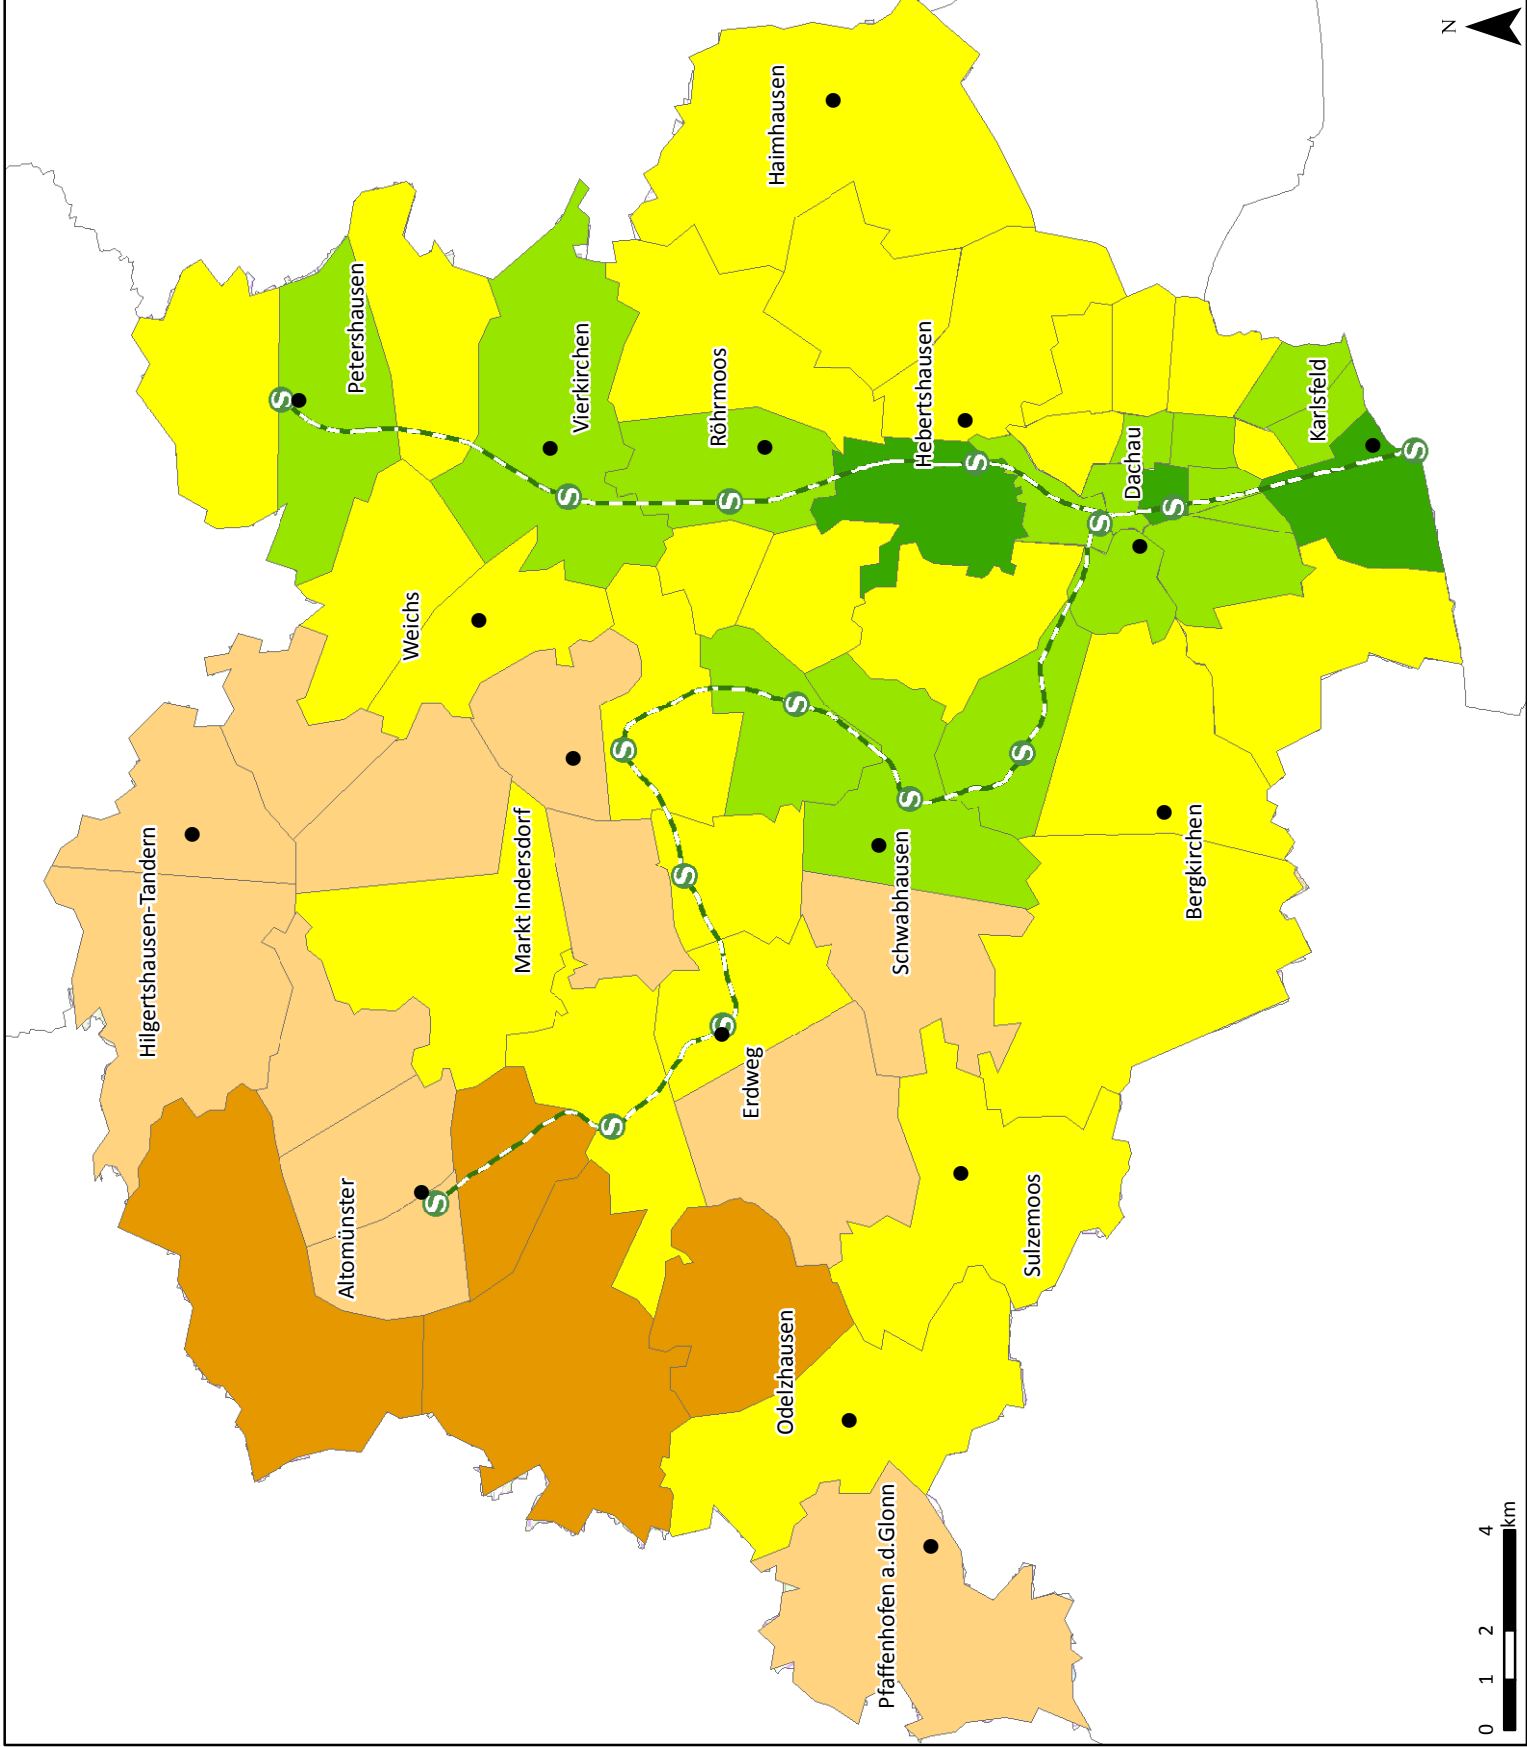 Hilgertshausen-Tandern
Petershausen
Altomünster
Weichs
Markt Indersdorf
Vierkirchen
Röhrmoos
Erdweg
Haimhausen
Odelzhausen
Pfaffenhofen a.d.Glonn
Schwabhausen
Hebertshausen
Sulzemoos
Dachau
Bergkirchen
Karlsfeld
S
S
S
S
S
S
S
S
S
S
S
S
S
S
N
0 1 2 4
km